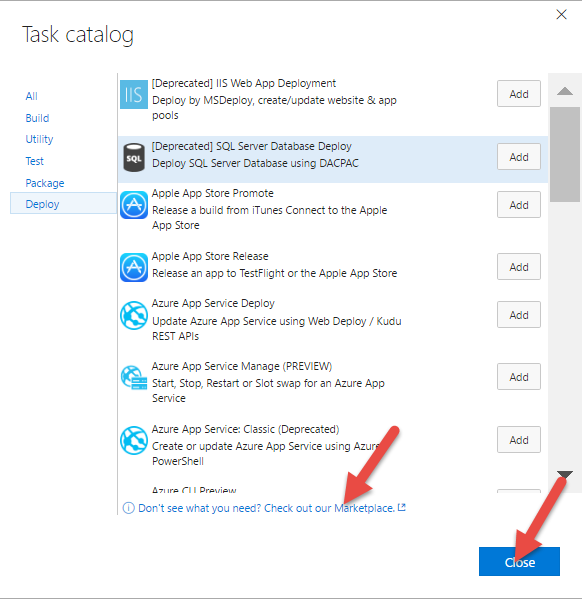 Task catalog
All
Build
Utility
Test
Package
Deploy
IIS
[Deprecated] IIS Web App Deployment
Deploy by MSDeploy, create/update website & app
pools
Add
SQL
[Deprecated] SQL Server Database Deploy
Deploy SQL Server Database using DACPAC
Add
Apple App Store Promote
Release a build from iTunes Connect to the Apple
App Store
Add
Apple App Store Release
Release an app to TestFlight or the Apple App Store
Add
Azure App Service Deploy
Update Azure App Service using Web Deploy / Kudu
REST APIs
Add
Azure App Service Manage (PREVIEW)
Start, Stop, Restart or Slot swap for an Azure App
Service
Add
Azure App Service: Classic (Deprecated)
Create or update Azure App Service using Azure
PowerShell
Add
Azure CLI Preview
Don't see what you need? Check out our Marketplace.
Close